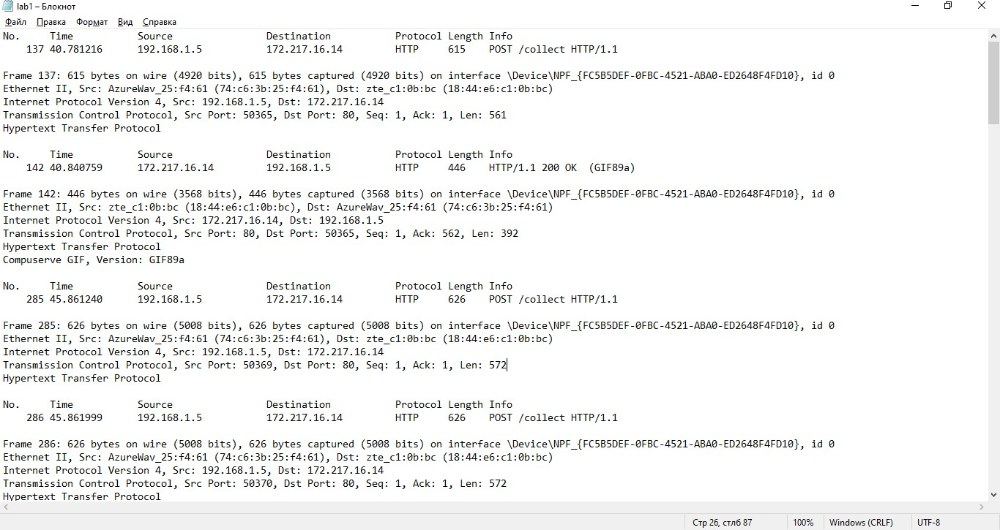 lab1 – Блокнот
Файл Правка Формат Вид Справка
No. Time Source Destination Protocol Length Info
137 40.781216 192.168.1.5 172.217.16.14 HTTP 615 POST /collect HTTP/1.1
Frame 137: 615 bytes on wire (4920 bits), 615 bytes captured (4920 bits) on interface \Device\NPF_{FC5B5DEF-0FBC-4521-ABA0-ED2648F4FD10}, id 0
Ethernet II, Src: AzureWav_25:f4:61 (74:c6:3b:25:f4:61), Dst: zte_c1:0b:bc (18:44:e6:c1:0b:bc)
Internet Protocol Version 4, Src: 192.168.1.5, Dst: 172.217.16.14
Transmission Control Protocol, Src Port: 50365, Dst Port: 80, Seq: 1, Ack: 1, Len: 561
Hypertext Transfer Protocol
No. Time Source Destination Protocol Length Info
142 40.840759 172.217.16.14 192.168.1.5 HTTP 446 HTTP/1.1 200 OK (GIF89a)
Frame 142: 446 bytes on wire (3568 bits), 446 bytes captured (3568 bits) on interface \Device\NPF_{FC5B5DEF-0FBC-4521-ABA0-ED2648F4FD10}, id 0
Ethernet II, Src: zte_c1:0b:bc (18:44:e6:c1:0b:bc), Dst: AzureWav_25:f4:61 (74:c6:3b:25:f4:61)
Internet Protocol Version 4, Src: 172.217.16.14, Dst: 192.168.1.5
Transmission Control Protocol, Src Port: 80, Dst Port: 50365, Seq: 1, Ack: 562, Len: 392
Hypertext Transfer Protocol
Compuserve GIF, Version: GIF89a
No. Time Source Destination Protocol Length Info
285 45.861240 192.168.1.5 172.217.16.14 HTTP 626 POST /collect HTTP/1.1
Frame 285: 626 bytes on wire (5008 bits), 626 bytes captured (5008 bits) on interface \Device\NPF_{FC5B5DEF-0FBC-4521-ABA0-ED2648F4FD10}, id 0
Ethernet II, Src: AzureWav_25:f4:61 (74:c6:3b:25:f4:61), Dst: zte_c1:0b:bc (18:44:e6:c1:0b:bc)
Internet Protocol Version 4, Src: 192.168.1.5, Dst: 172.217.16.14
Transmission Control Protocol, Src Port: 50369, Dst Port: 80, Seq: 1, Ack: 1, Len: 572
Hypertext Transfer Protocol
No. Time Source Destination Protocol Length Info
286 45.861999 192.168.1.5 172.217.16.14 HTTP 626 POST /collect HTTP/1.1
Frame 286: 626 bytes on wire (5008 bits), 626 bytes captured (5008 bits) on interface \Device\NPF_{FC5B5DEF-0FBC-4521-ABA0-ED2648F4FD10}, id 0
Ethernet II, Src: AzureWav_25:f4:61 (74:c6:3b:25:f4:61), Dst: zte_c1:0b:bc (18:44:e6:c1:0b:bc)
Internet Protocol Version 4, Src: 192.168.1.5, Dst: 172.217.16.14
Transmission Control Protocol, Src Port: 50370, Dst Port: 80, Seq: 1, Ack: 1, Len: 572
Hypertext Transfer Protocol
Стр 26, стлб 87 100% Windows (CRLF) UTF-8